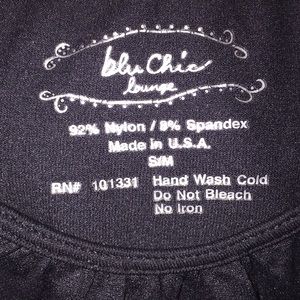 blu Chic
lounge
92% Nylon / 8% Spandex
Made in U.S.A.
S/M
RN# 101331 Hand Wash Cold
Do Not Bleach
No Iron